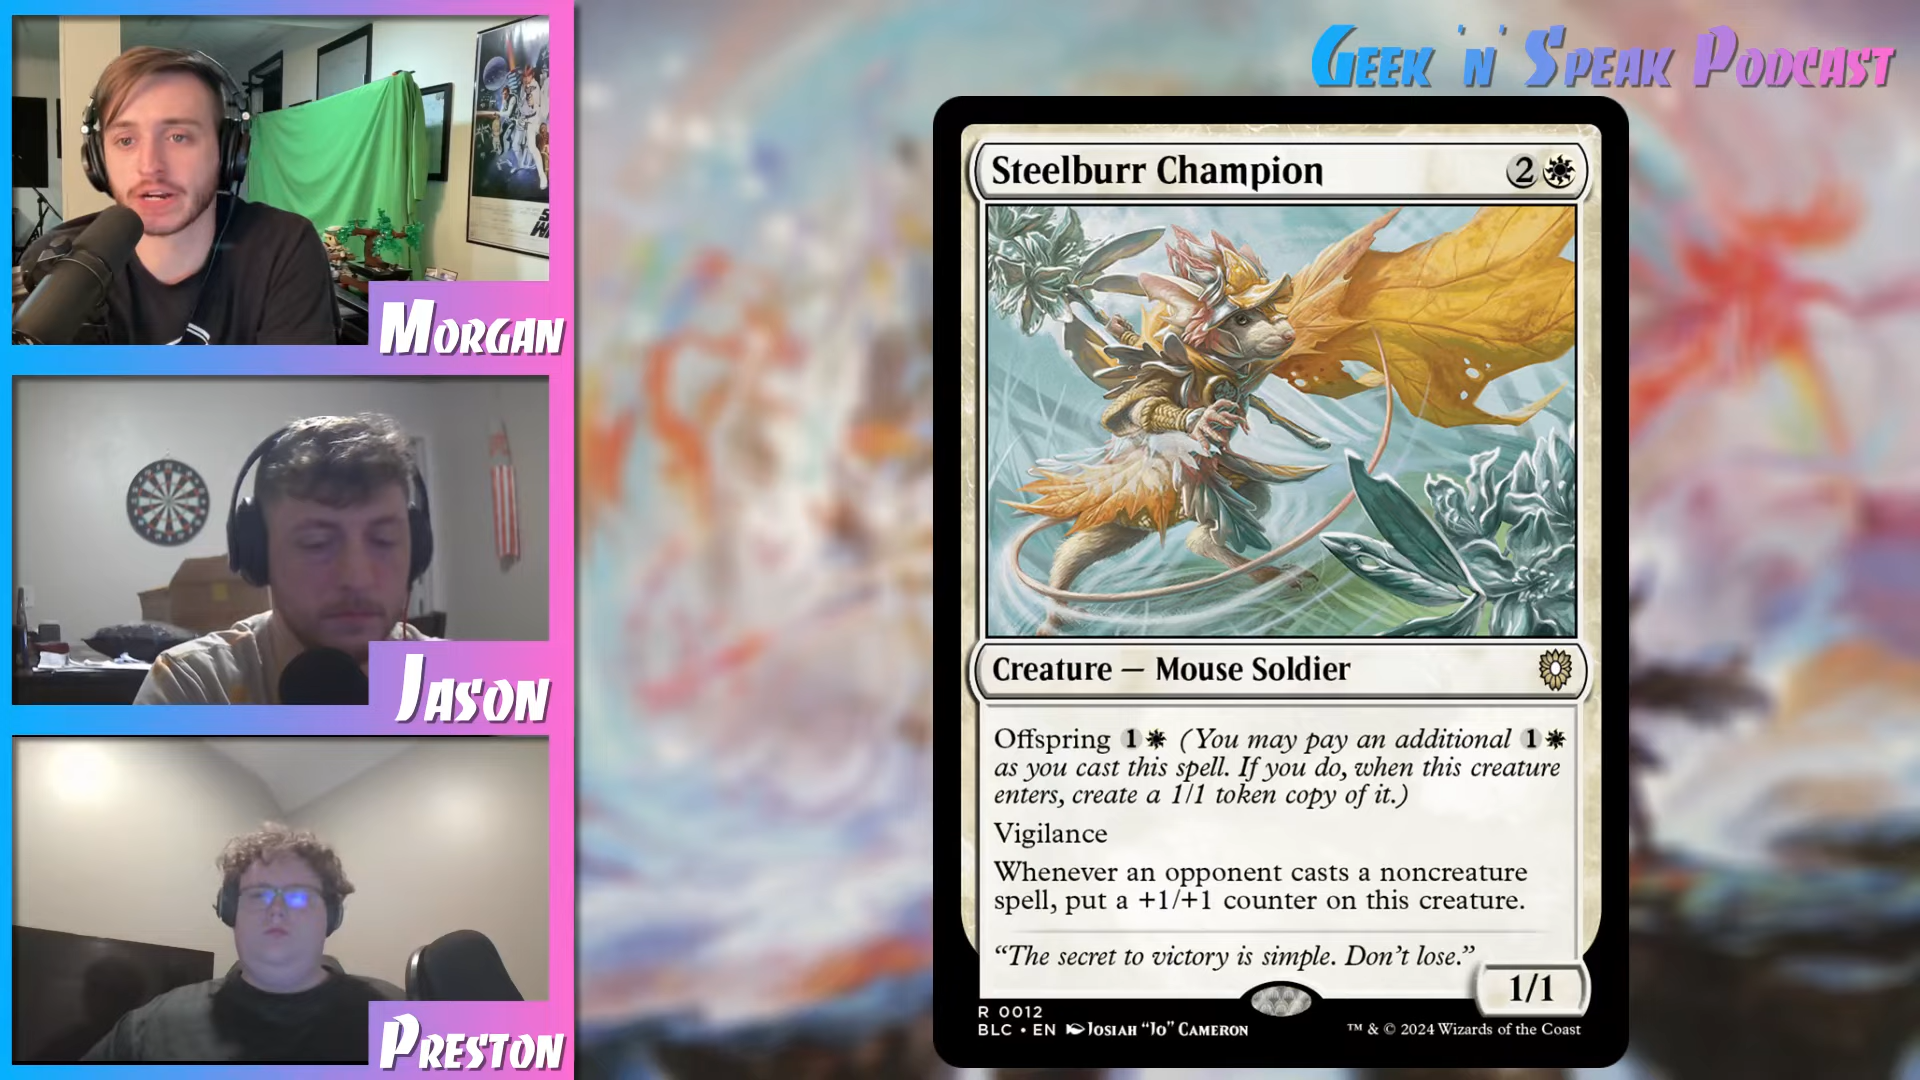 GEEK 'N' SPEAK PODCAST
MORGAN
JASON
PRESTON
Steelburr Champion 2
Creature — Mouse Soldier
Offspring 1 (You may pay an additional 1
as you cast this spell. If you do, when this creature
enters, create a 1/1 token copy of it.)
Vigilance
Whenever an opponent casts a noncreature
spell, put a +1/+1 counter on this creature.
“The secret to victory is simple. Don’t lose.”
1/1
R 0012
BLC • EN JOSIAH “JO” CAMERON
™ & © 2024 Wizards of the Coast